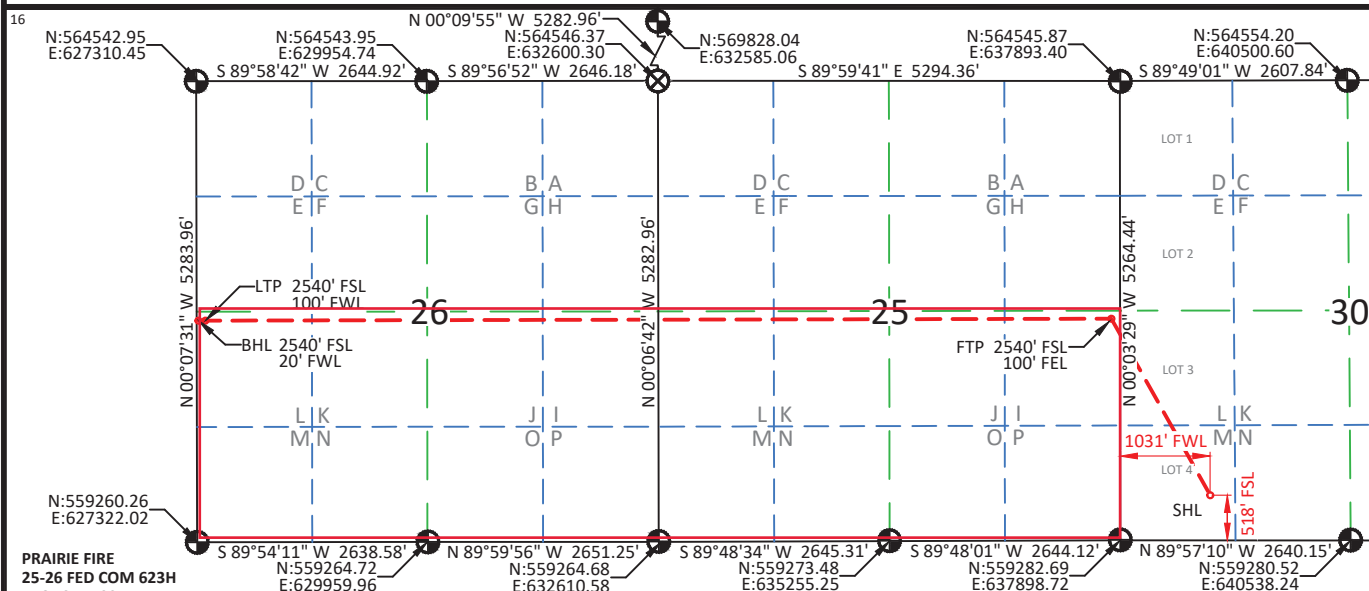 16
N 00°09'55" W 5282.96'
N:564542.95
E:627310.45
N:564543.95
E:629954.74
N:564546.37
E:632600.30
N:569828.04
E:632585.06
N:564545.87
E:637893.40
N:564554.20
E:640500.60
S 89°58'42" W 2644.92'
S 89°56'52" W 2646.18'
S 89°59'41" E 5294.36'
S 89°49'01" W 2607.84'
LOT 1
D C
E F
B A
G H
D C
E F
B A
G H
D C
E F
LOT 2
N 00°07'31" W 5283.96'
N 00°06'42" W 5282.96'
N 00°03'29" W 5264.44'
LTP 2540' FSL
100' FWL
26
25
30
BHL 2540' FSL
20' FWL
FTP 2540' FSL
100' FEL
LOT 3
L K
M N
J I
O P
L K
M N
J I
O P
L K
M N
1031' FWL
LOT 4
SHL
518' FSL
N:559260.26
E:627322.02
S 89°54'11" W 2638.58'
N 89°59'56" W 2651.25'
S 89°48'34" W 2645.31'
S 89°48'01" W 2644.12'
N 89°57'10" W 2640.15'
N:559264.72
E:629959.96
N:559264.68
E:632610.58
N:559273.48
E:635255.25
N:559282.69
E:637898.72
N:559280.52
E:640538.24
PRAIRIE FIRE
25-26 FED COM 623H